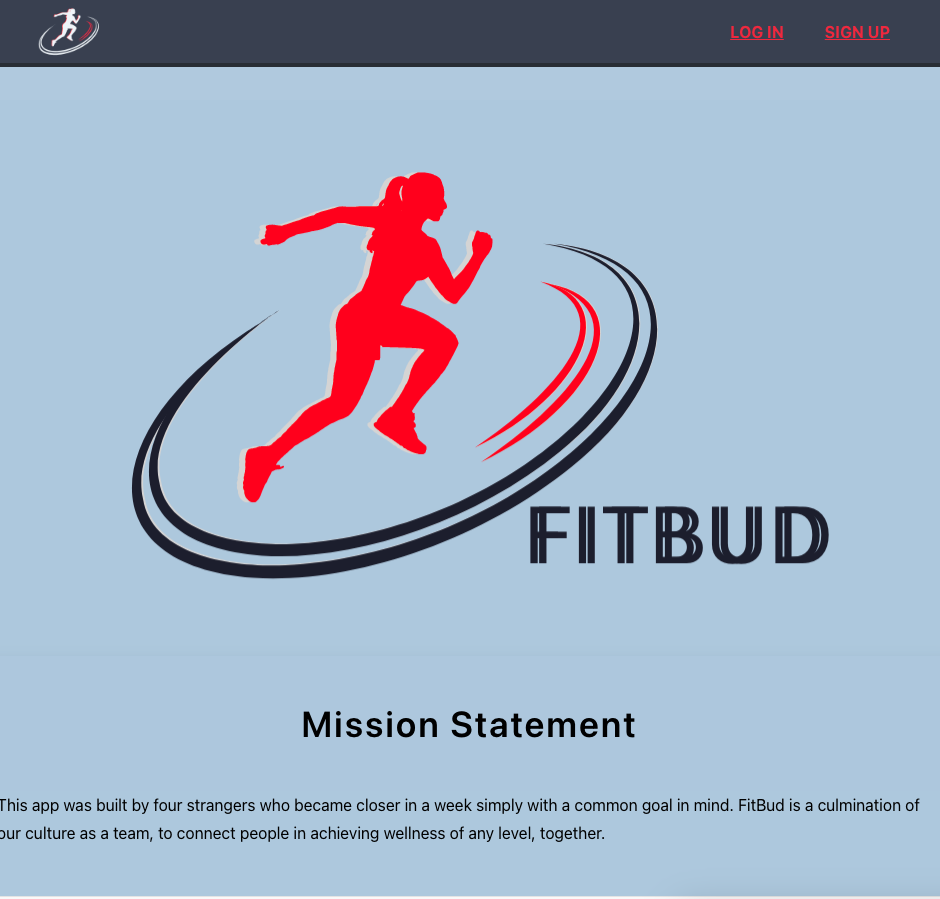 LOG IN SIGN UP
FITBUD
Mission Statement
This app was built by four strangers who became closer in a week simply with a common goal in mind. FitBud is a culmination of
our culture as a team, to connect people in achieving wellness of any level, together.